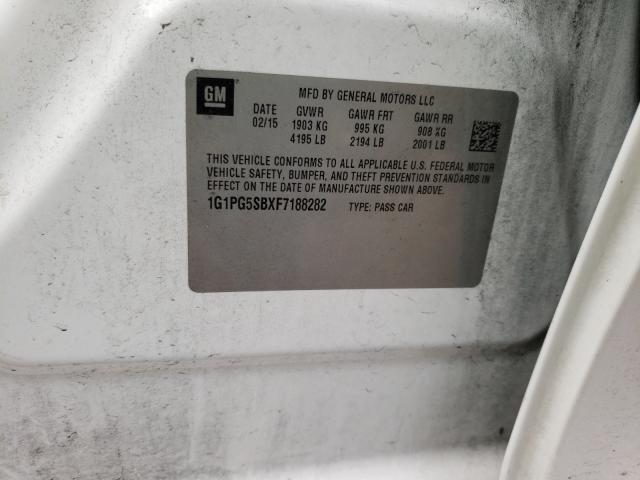 GM
MFD BY GENERAL MOTORS LLC
DATE GVWR GAWR FRT GAWR RR
02/15 1903 KG 995 KG 908 KG
4195 LB 2194 LB 2001 LB
THIS VEHICLE CONFORMS TO ALL APPLICABLE U.S. FEDERAL MOTOR
VEHICLE SAFETY, BUMPER, AND THEFT PREVENTION STANDARDS IN
EFFECT ON THE DATE OF MANUFACTURE SHOWN ABOVE.
1G1PG5SBXF7188282 TYPE: PASS CAR